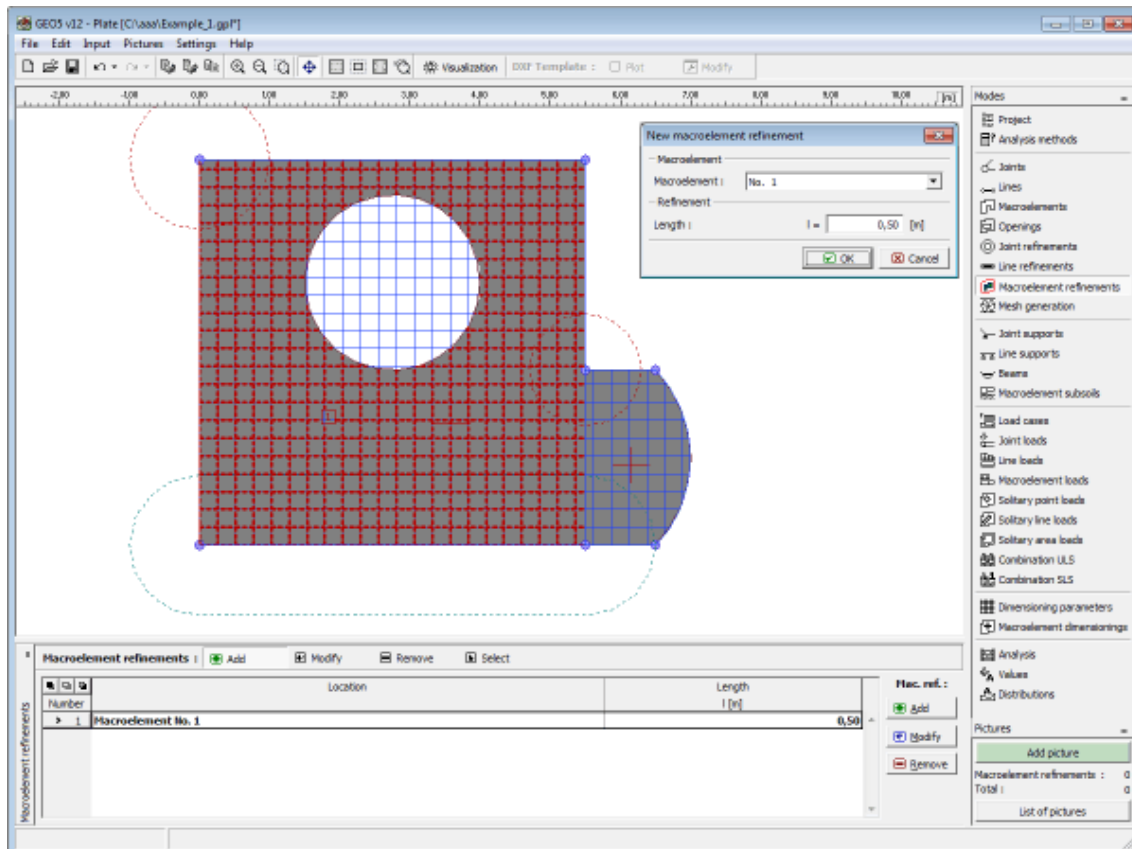 GEO5 v12 - Plate [C:\aaa\Example_1.gpl*]
File Edit Input Pictures Settings Help
Visualization DXF Template : Plot Modify
-2,00 -1,00 0,00 1,00 2,00 3,00 4,00 5,00 6,00 7,00 8,00 9,00 10,00 [m]
New macroelement refinement
Macroelement
Macroelement : No. 1
Refinement
Length : l = 0,50 [m]
OK Cancel
1
Modes
Project
Analysis methods
Joints
Lines
Macroelements
Openings
Joint refinements
Line refinements
Macroelement refinements
Mesh generation
Joint supports
Line supports
Beams
Macroelement subsoils
Load cases
Joint loads
Line loads
Macroelement loads
Solitary point loads
Solitary line loads
Solitary area loads
Combination ULS
Combination SLS
Dimensioning parameters
Macroelement dimensionings
Analysis
Values
Distributions
Macroelement refinements
Macroelement refinements : Add Modify Remove Select
Number Location Length
l [m]
1 Macroelement No. 1 0,50
Mac. ref. :
Add
Modify
Remove
Pictures
Add picture
Macroelement refinements : 0
Total : 0
List of pictures